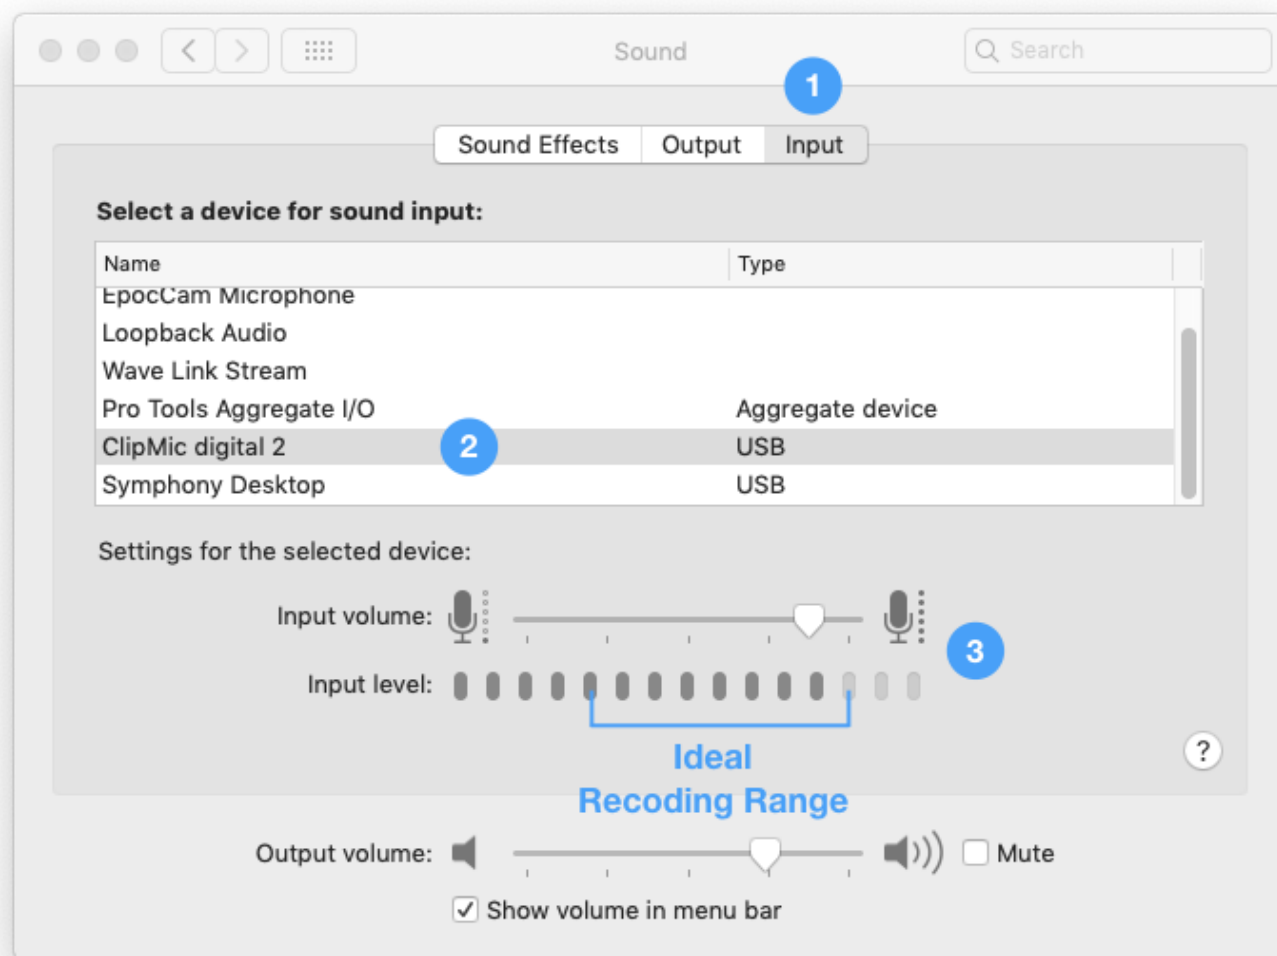 Sound
Search
1
Sound Effects Output Input
Select a device for sound input:
Name Type
EpocCam Microphone
Loopback Audio
Wave Link Stream
Pro Tools Aggregate I/O Aggregate device
ClipMic digital 2 2 USB
Symphony Desktop USB
Settings for the selected device:
Input volume:
3
Input level:
Ideal
Recoding Range
?
Output volume: Mute
Show volume in menu bar